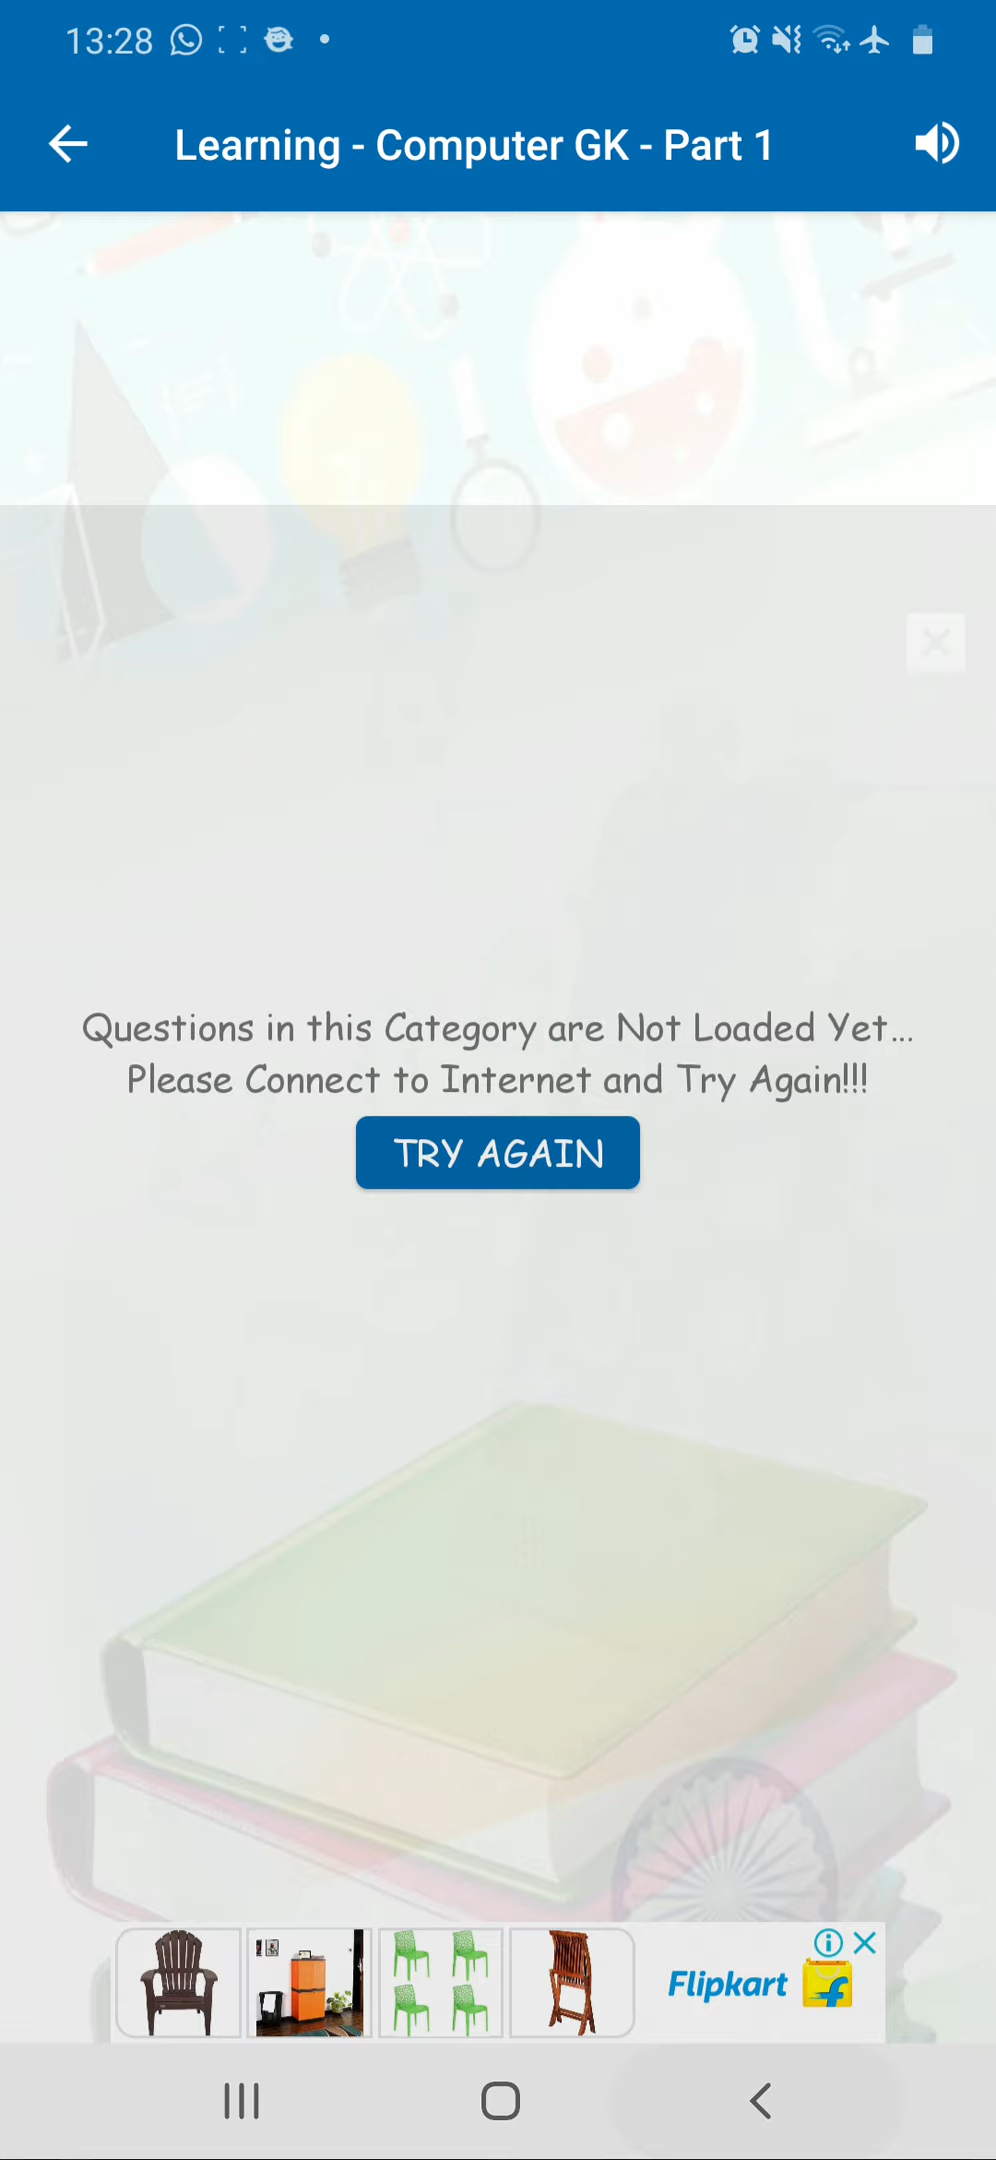 13:28
Learning - Computer GK - Part 1
Questions in this Category are Not Loaded Yet...
Please Connect to Internet and Try Again!!!
TRY AGAIN
Flipkart